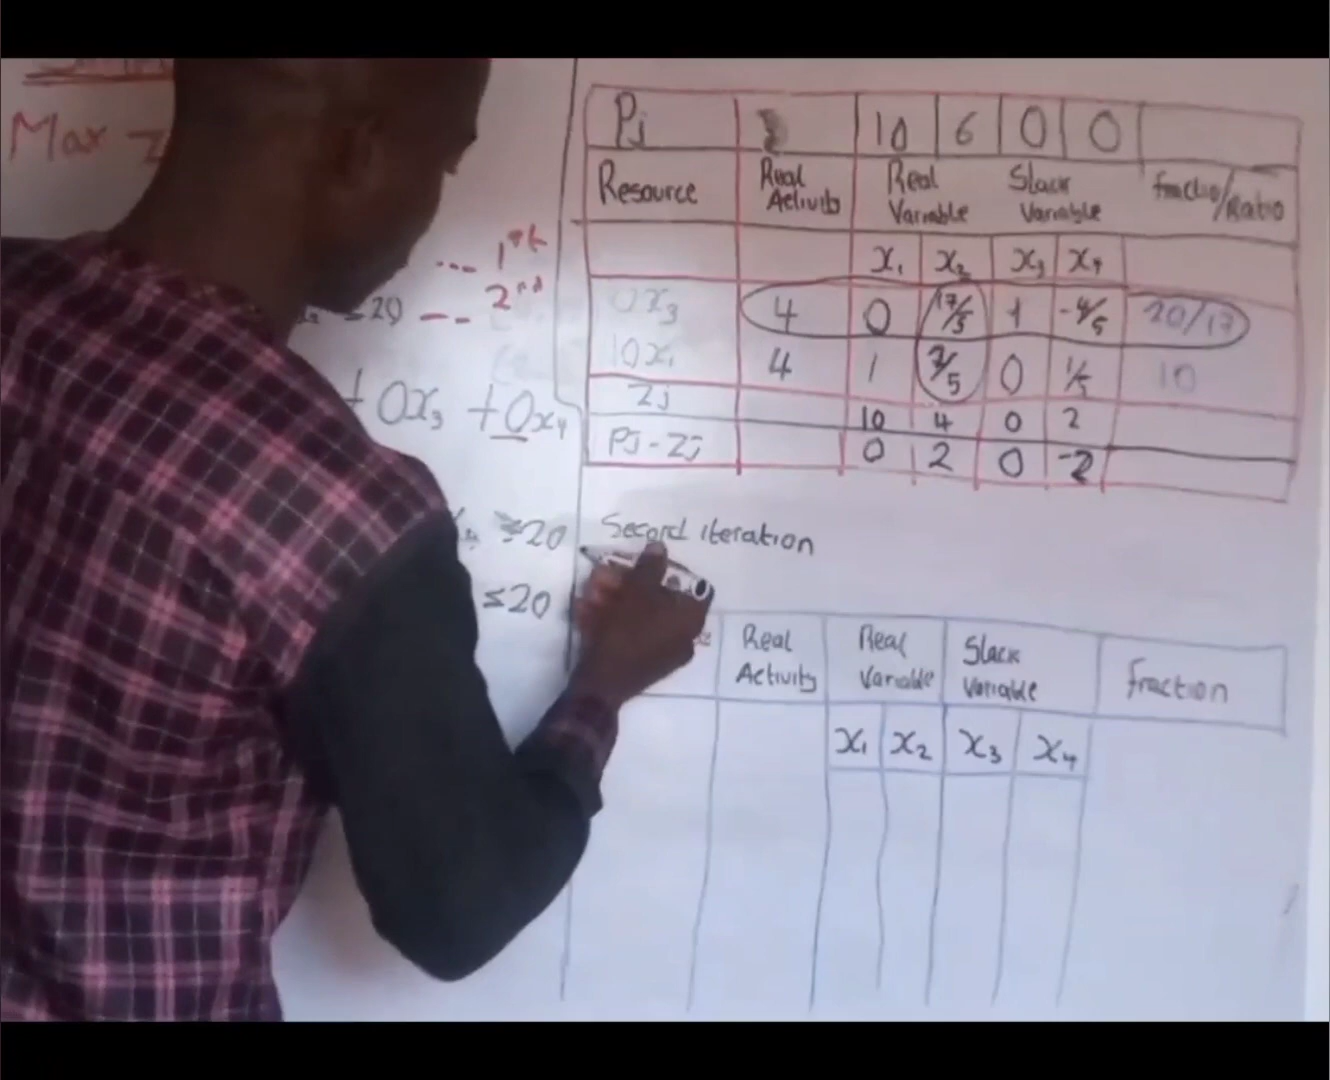 Max Z
... 1st
≤20 --- 2nd
+ 0x₃ + 0x₄
≥20
≤20
Pj 10 6 0 0
Resource Real Activity Real Variable Slack Variable Fractio/Ratio
x₁ x₂ x₃ x₄
0x₃ 4 0 17/5 1 -4/5 20/17
10x₁ 4 1 2/5 0 1/5 10
Zj 10 4 0 2
Pj-Zj 0 2 0 -2
Second iteration
Real Activity Real Variable Slack Variable Fraction
x₁ x₂ x₃ x₄